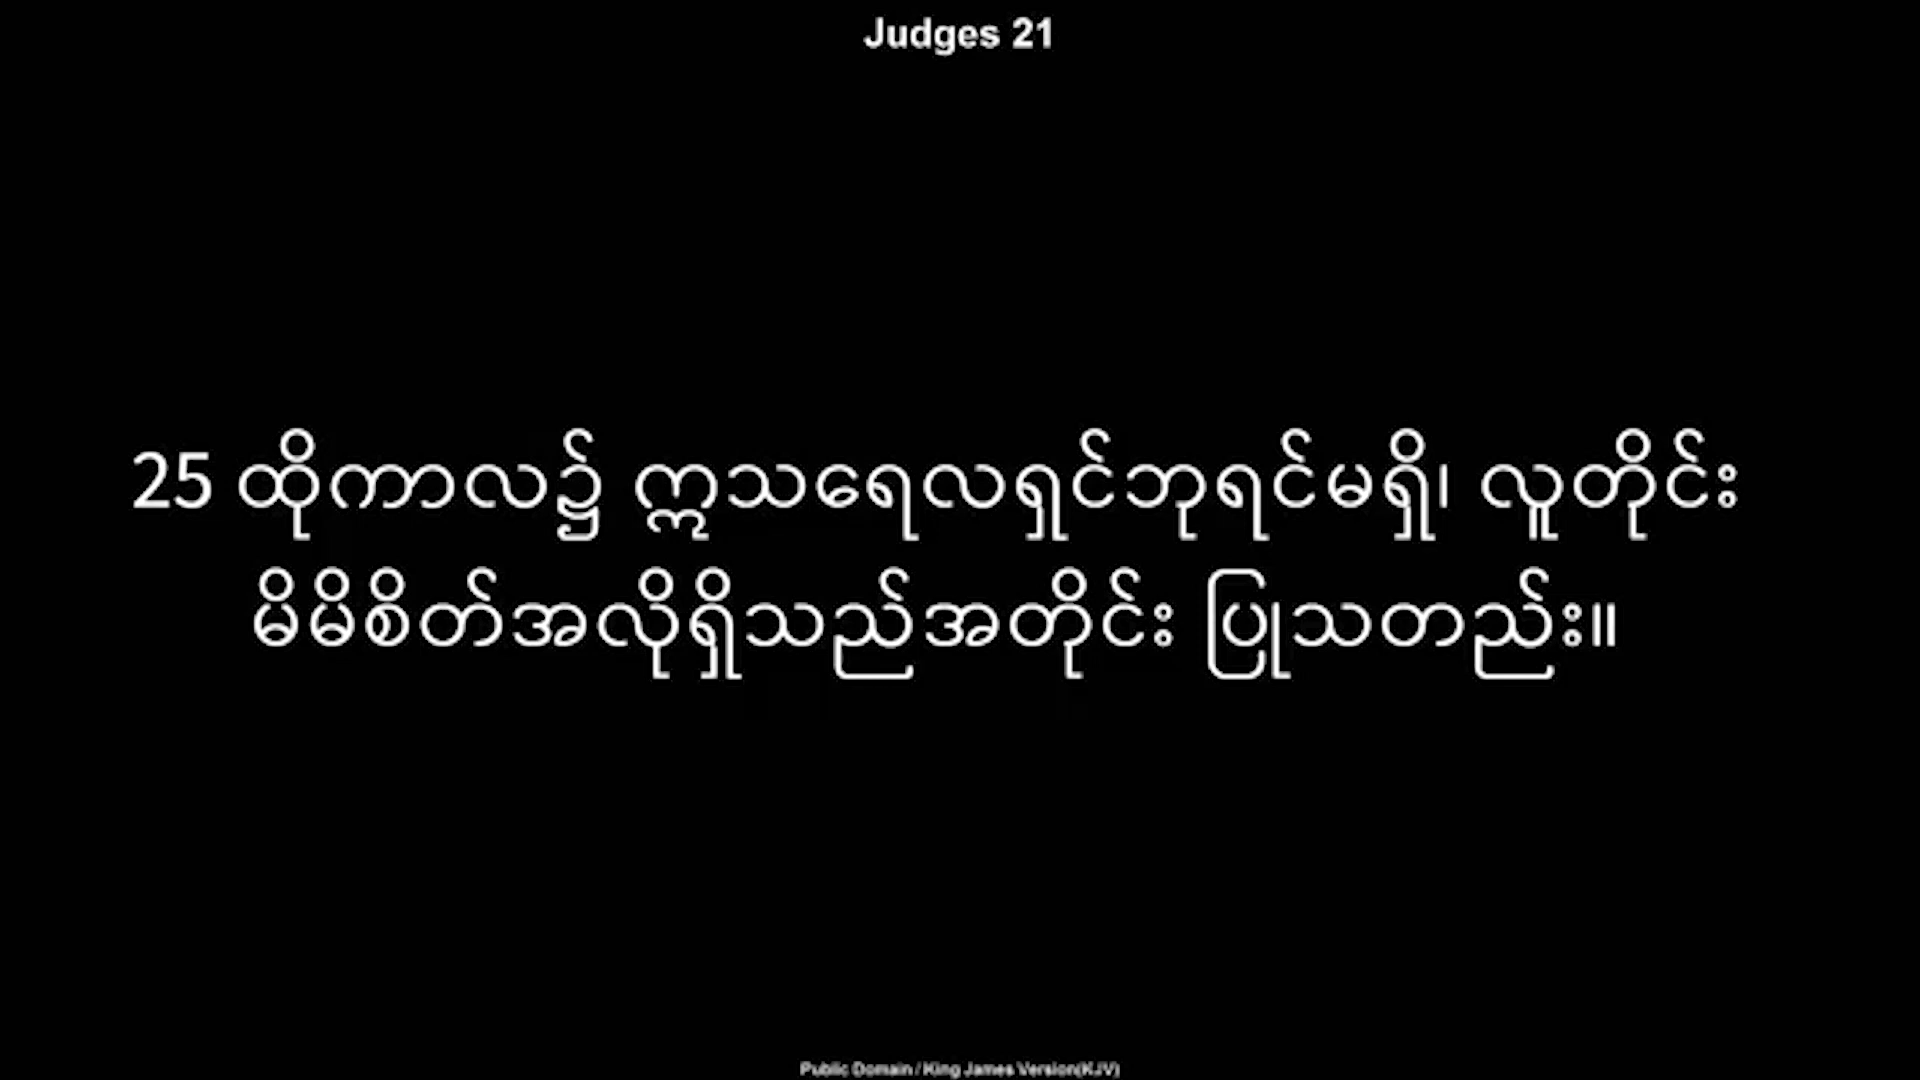 Judges 21
25 ထိုကာလ၌ ဣသရေလရှင်ဘုရင်မရှိ၊ လူတိုင်း
မိမိစိတ်အလိုရှိသည်အတိုင်း ပြုသတည်း။
Public Domain / King James Version(KJV)